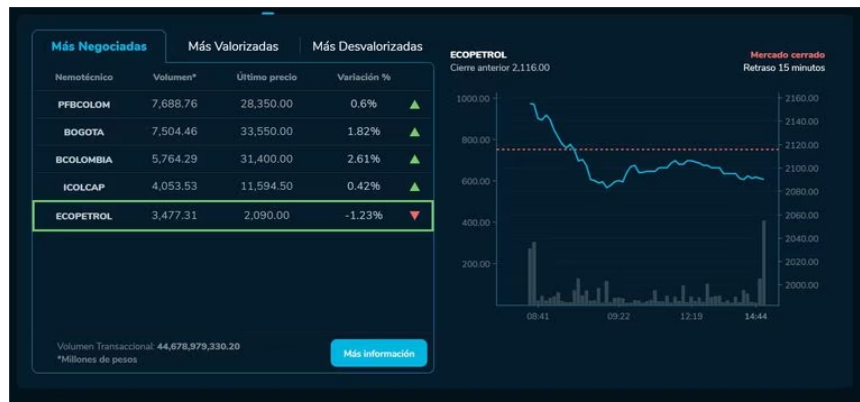 Más Negociadas
Más Valorizadas
Más Desvalorizadas
Nemotécnico Volumen* Último precio Variación %
PFBCOLOM 7,688.76 28,350.00 0.6%
BOGOTA 7,504.46 33,550.00 1.82%
BCOLOMBIA 5,764.29 31,400.00 2.61%
ICOLCAP 4,053.53 11,594.50 0.42%
ECOPETROL 3,477.31 2,090.00 -1.23%
Volumen Transaccional: 44,678,979,330.20
*Millones de pesos
Más información
ECOPETROL
Cierre anterior 2,116.00
Mercado cerrado
Retraso 15 minutos
1000.00
800.00
600.00
400.00
200.00
2160.00
2140.00
2120.00
2100.00
2080.00
2060.00
2040.00
2020.00
2000.00
08:41 09:22 12:19 14:44